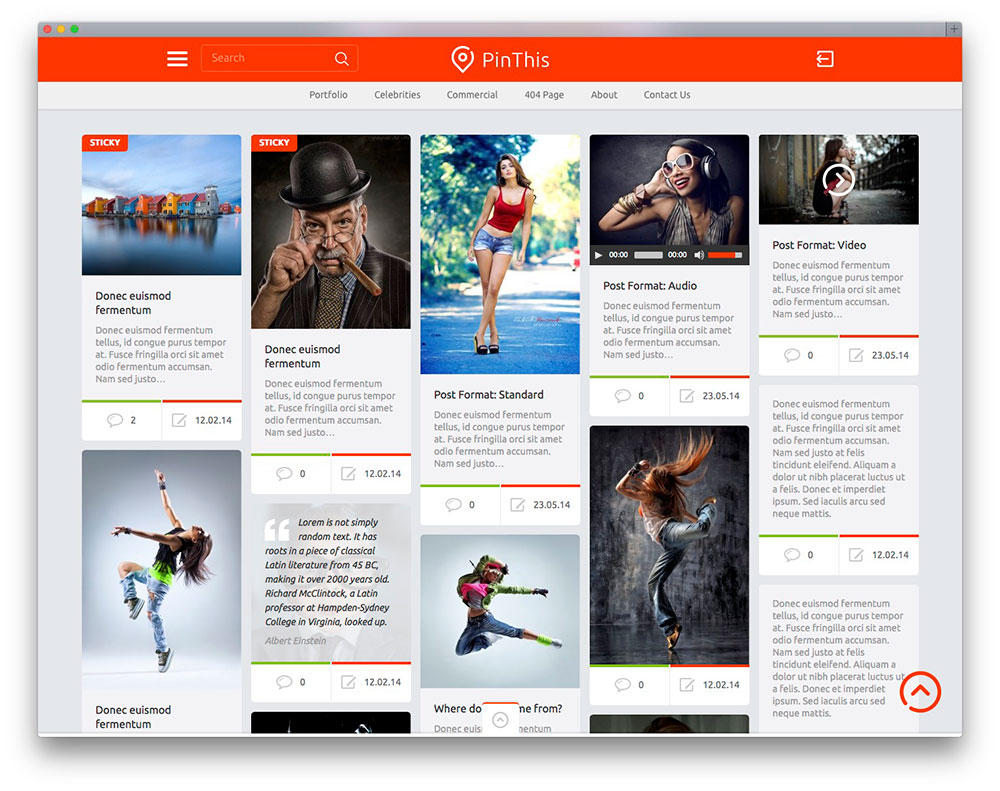 Search
PinThis
Portfolio
Celebrities
Commercial
404 Page
About
Contact Us
STICKY
Donec euismod
fermentum
Donec euismod fermentum
tellus, id congue purus tempor
at. Fusce fringilla orci sit amet
odio fermentum accumsan.
Nam sed justo...
2
12.02.14
Donec euismod
fermentum
STICKY
Donec euismod
fermentum
Donec euismod fermentum
tellus, id congue purus tempor
at. Fusce fringilla orci sit amet
odio fermentum accumsan.
Nam sed justo...
0
12.02.14
Lorem is not simply
random text. It has
roots in a piece of classical
Latin literature from 45 BC,
making it over 2000 years old.
Richard McClintock, a Latin
professor at Hampden-Sydney
College in Virginia, looked up.
Albert Einstein
0
12.02.14
Post Format: Standard
Donec euismod fermentum
tellus, id congue purus tempor
at. Fusce fringilla orci sit amet
odio fermentum accumsan.
Nam sed justo...
0
23.05.14
Where do me from?
Donec euismod fermentum
00:00
00:00
Post Format: Audio
Donec euismod fermentum
tellus, id congue purus tempor
at. Fusce fringilla orci sit amet
odio fermentum accumsan.
Nam sed justo...
0
23.05.14
0
12.02.14
Post Format: Video
Donec euismod fermentum
tellus, id congue purus tempor
at. Fusce fringilla orci sit amet
odio fermentum accumsan.
Nam sed justo...
0
23.05.14
Donec euismod fermentum
tellus, id congue purus tempor
at. Fusce fringilla orci sit amet
odio fermentum accumsan.
Nam sed justo at felis
tincidunt eleifend. Aliquam a
dolor ut nibh placerat luctus ut
a felis. Donec et imperdiet
ipsum. Sed iaculis arcu sed
neque mattis.
0
12.02.14
Donec euismod fermentum
tellus, id congue purus tempor
at. Fusce fringilla orci sit amet
odio fermentum accumsan.
Nam sed justo at felis
tincidunt eleifend. Aliquam a
dolor ut nibh placerat luctus ut
a felis. Donec et imperdiet
ipsum. Sed iaculis arcu sed
neque mattis.